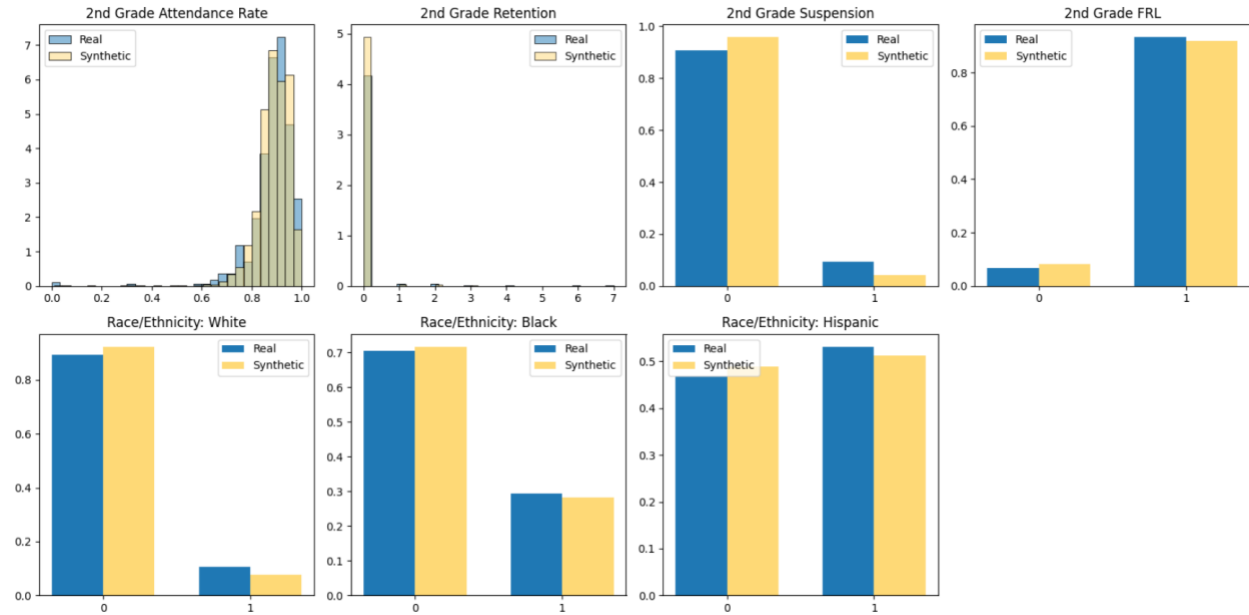 2nd Grade Attendance Rate
7
6
5
4
3
2
1
0
0.0 0.2 0.4 0.6 0.8 1.0
Real
Synthetic
2nd Grade Retention
5
4
3
2
1
0
0 1 2 3 4 5 6 7
Real
Synthetic
2nd Grade Suspension
1.0
0.8
0.6
0.4
0.2
0.0
0 1
Real
Synthetic
2nd Grade FRL
0.8
0.6
0.4
0.2
0.0
0 1
Real
Synthetic
Race/Ethnicity: White
0.8
0.6
0.4
0.2
0.0
0 1
Real
Synthetic
Race/Ethnicity: Black
0.7
0.6
0.5
0.4
0.3
0.2
0.1
0.0
0 1
Real
Synthetic
Race/Ethnicity: Hispanic
0.5
0.4
0.3
0.2
0.1
0.0
0 1
Real
Synthetic